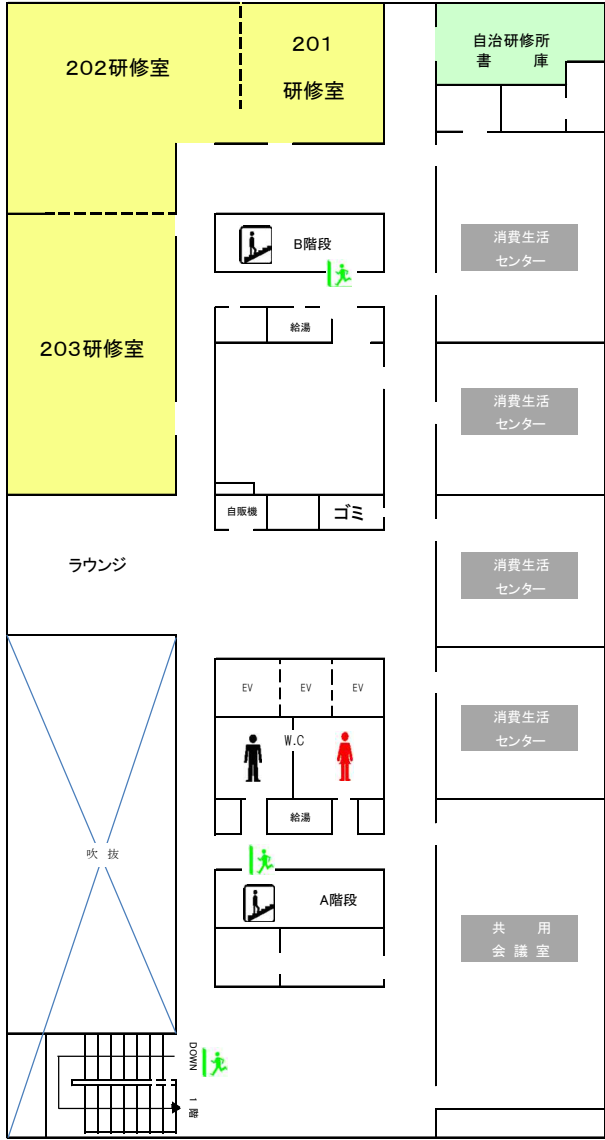 202研修室
201
研修室
自治研修所
書 庫
B階段
消費生活
センター
給湯
203研修室
消費生活
センター
自販機
ゴミ
ラウンジ
消費生活
センター
EV
EV
EV
W.C
消費生活
センター
給湯
吹 抜
A階段
共 用
会 議 室
DOWN
1
階